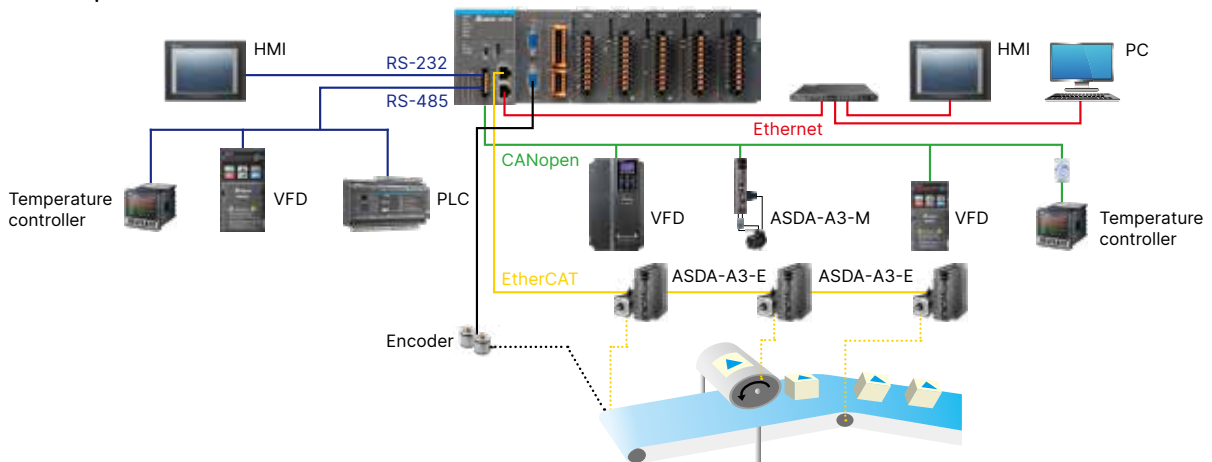 HMI
RS-232
RS-485
HMI
PC
Ethernet
CANopen
Temperature
controller
VFD
PLC
VFD
ASDA-A3-M
VFD
Temperature
controller
EtherCAT
ASDA-A3-E
ASDA-A3-E
Encoder